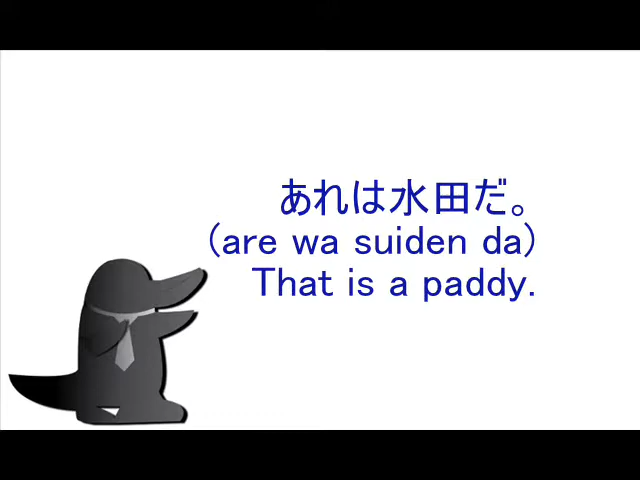 あれは水田だ。
(are wa suiden da)
That is a paddy.